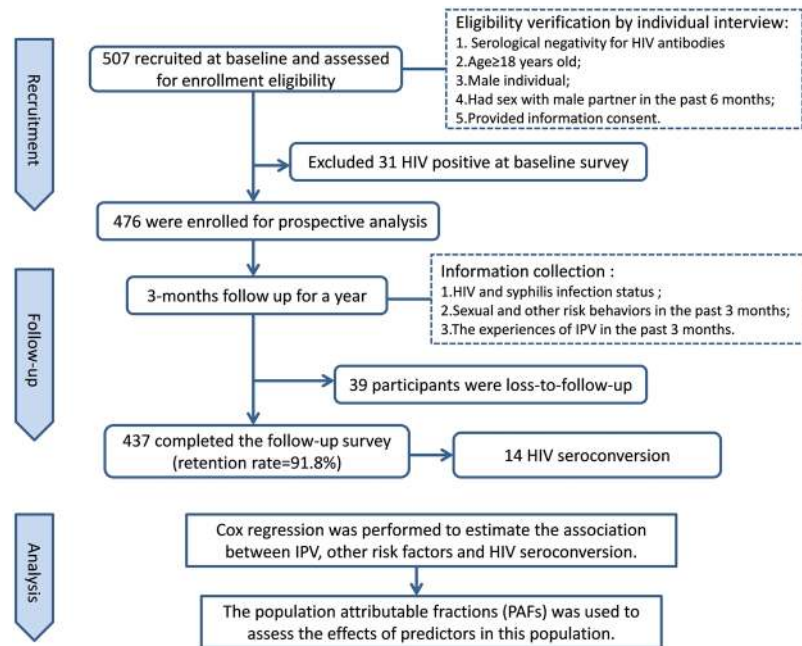 Recruitment
507 recruited at baseline and assessed
for enrollment eligibility
Eligibility verification by individual interview:
1. Serological negativity for HIV antibodies
2.Age≥18 years old;
3.Male individual;
4.Had sex with male partner in the past 6 months;
5.Provided information consent.
Excluded 31 HIV positive at baseline survey
476 were enrolled for prospective analysis
Follow-up
3-months follow up for a year
Information collection :
1.HIV and syphilis infection status ;
2.Sexual and other risk behaviors in the past 3 months;
3.The experiences of IPV in the past 3 months.
39 participants were loss-to-follow-up
437 completed the follow-up survey
(retention rate=91.8%)
14 HIV seroconversion
Analysis
Cox regression was performed to estimate the association
between IPV, other risk factors and HIV seroconversion.
The population attributable fractions (PAFs) was used to
assess the effects of predictors in this population.